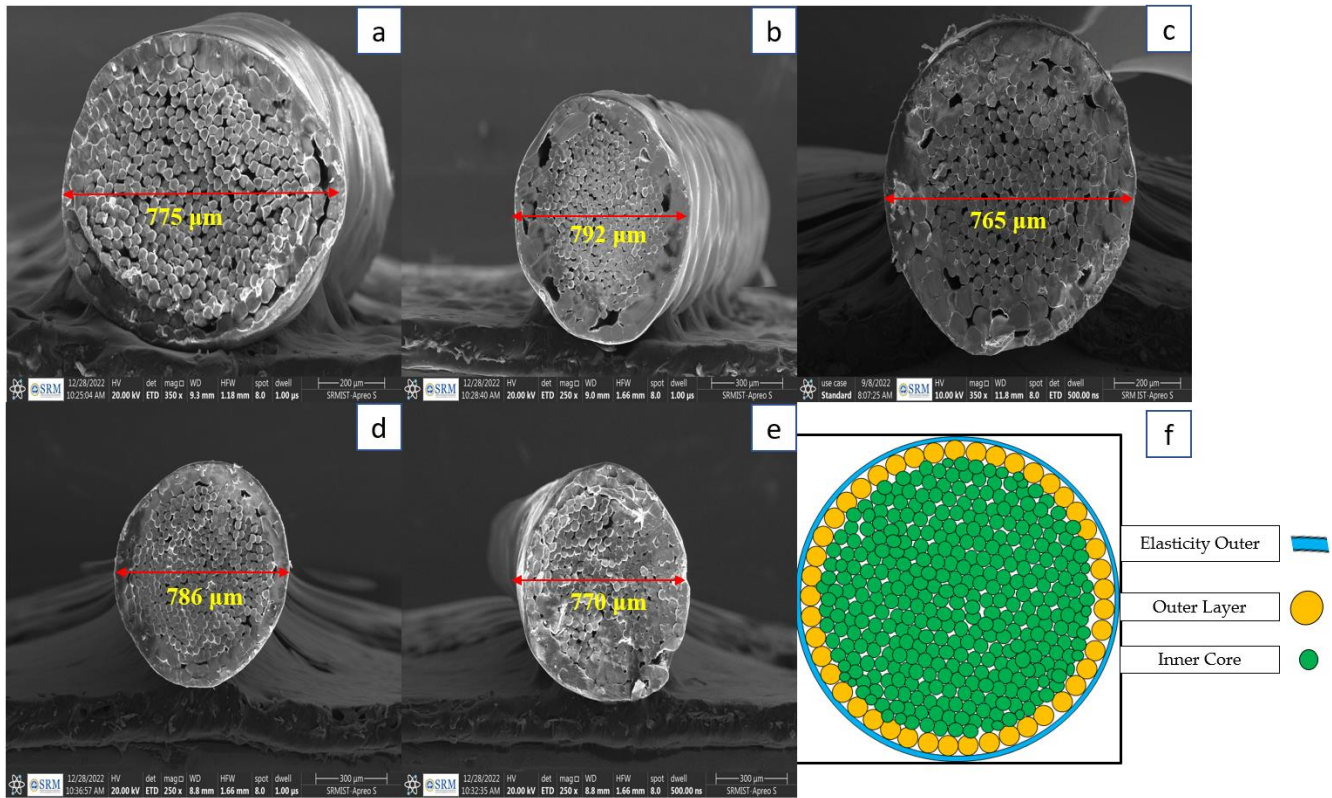 a
775 µm
SRM
12/28/2022 HV det mag□ WD HFW spot dwell 200 µm
10:25:04 AM 20.00 kV ETD 350 x 9.3 mm 1.18 mm 8.0 1.00 µs SRMIST-Apreo S
b
792 µm
SRM
12/28/2022 HV det mag□ WD HFW spot dwell 300 µm
10:28:40 AM 20.00 kV ETD 250 x 9.0 mm 1.66 mm 8.0 1.00 µs SRMIST-Apreo S
c
765 µm
SRM
use case 9/8/2022 HV mag□ WD det spot dwell 200 µm
Standard 8:07:25 AM 10.00 kV 350 x 11.8 mm ETD 8.0 500.00 ns SRMIST-Apreo S
d
786 µm
SRM
12/28/2022 HV det mag□ WD HFW spot dwell 300 µm
10:36:57 AM 20.00 kV ETD 250 x 8.8 mm 1.66 mm 8.0 1.00 µs SRMIST-Apreo S
e
770 µm
SRM
12/28/2022 HV det mag□ WD HFW spot dwell 300 µm
10:32:35 AM 20.00 kV ETD 250 x 8.8 mm 1.66 mm 8.0 500.00 ns SRMIST-Apreo S
f
Elasticity Outer
Outer Layer
Inner Core